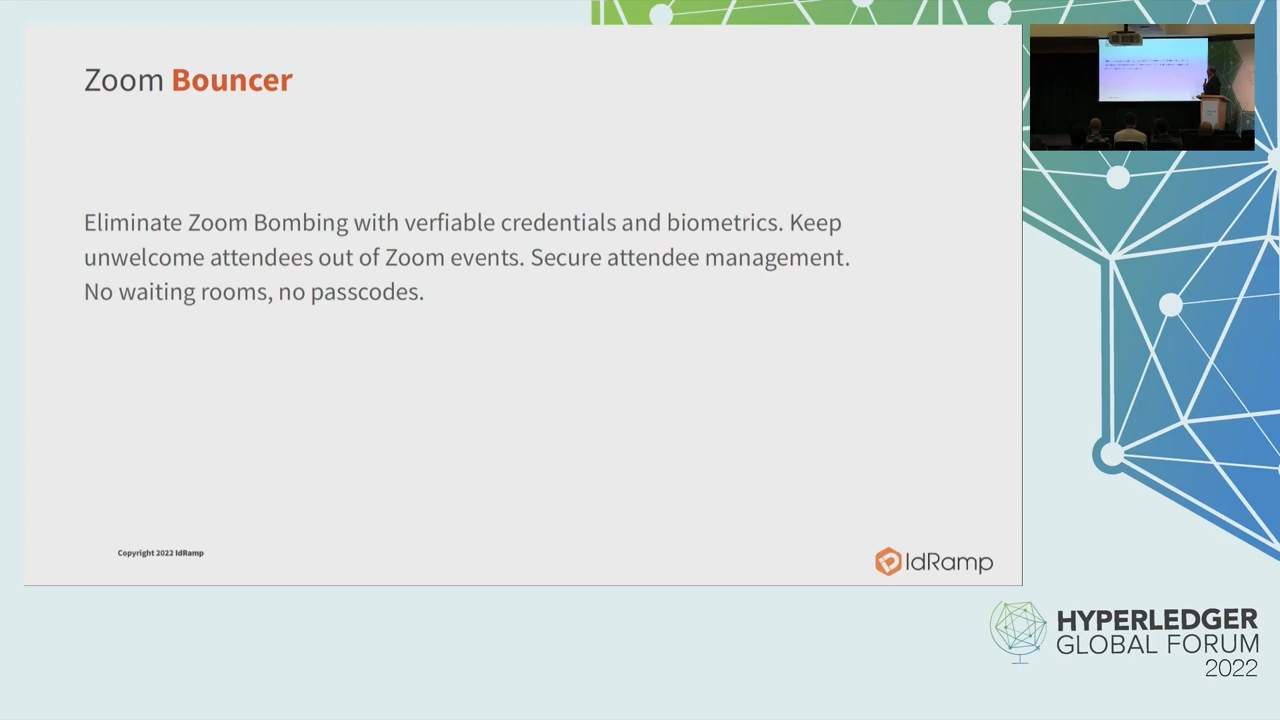 Zoom Bouncer
Eliminate Zoom Bombing with verfiable credentials and biometrics. Keep
unwelcome attendees out of Zoom events. Secure attendee management.
No waiting rooms, no passcodes.
Copyright 2022 IdRamp
IdRamp
HYPERLEDGER
GLOBAL FORUM
2022